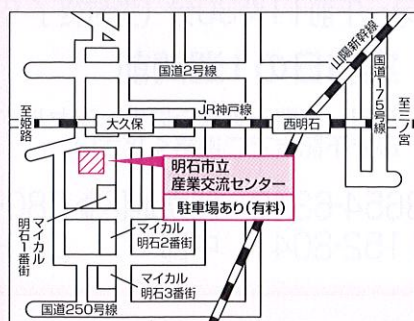 国道2号線
山陽新幹線
国道175号線
至三ノ宮
至姫路
大久保
JR神戸線
西明石
明石市立
産業交流センター
駐車場あり(有料)
マイカル
明石1番街
マイカル
明石2番街
マイカル
明石3番街
国道250号線